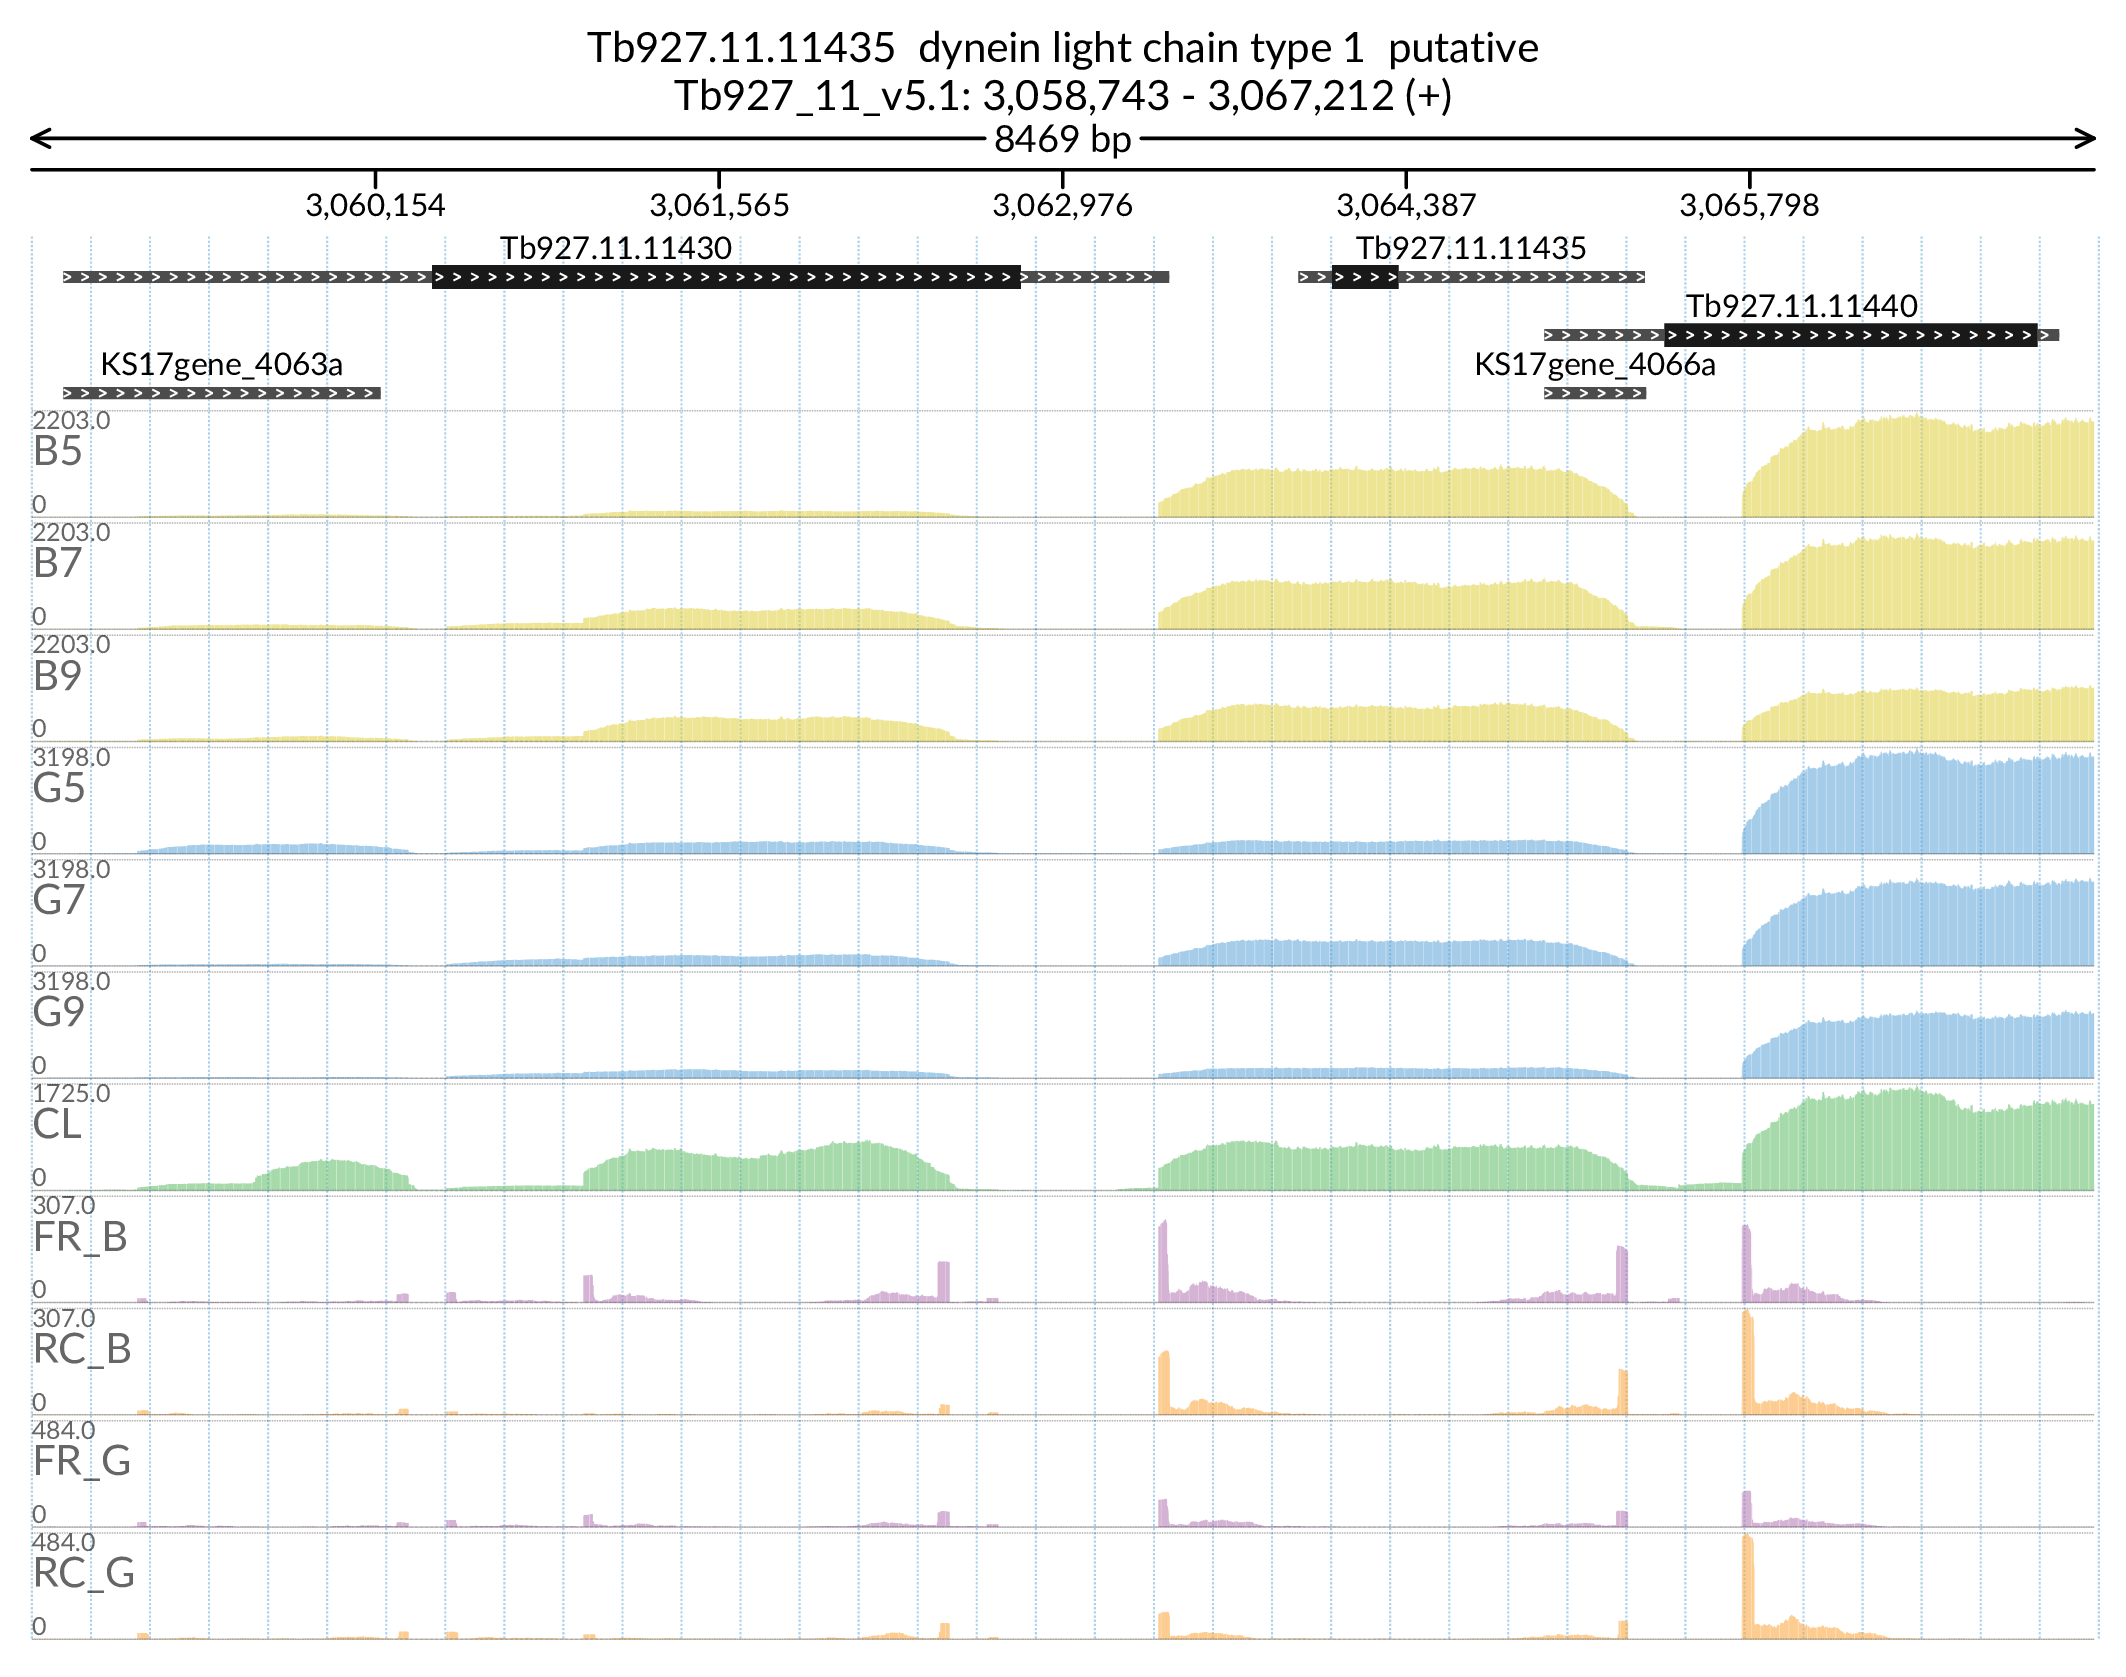 Tb927.11.11435 dynein light chain type 1 putative
Tb927_11_v5.1: 3,058,743 - 3,067,212 (+)
8469 bp
3,060,154 3,061,565 3,062,976 3,064,387 3,065,798
Tb927.11.11430 Tb927.11.11435
Tb927.11.11440
KS17gene_4063a KS17gene_4066a
2203.0
B5
0
2203.0
B7
0
2203.0
B9
0
3198.0
G5
0
3198.0
G7
0
3198.0
G9
0
1725.0
CL
0
307.0
FR_B
0
307.0
RC_B
0
484.0
FR_G
0
484.0
RC_G
0